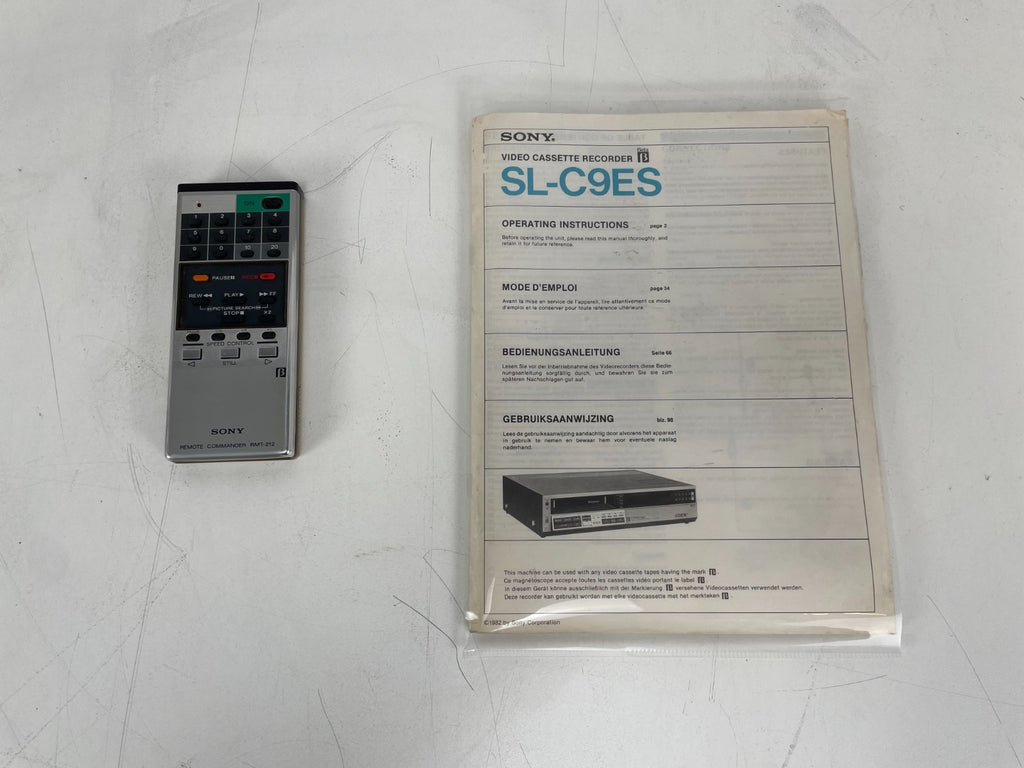 ON
1 2 3 4
5 6 7 8
9 0 10 20
PAUSE REC
REW PLAY FF
PICTURE SEARCH
STOP ×2
SPEED CONTROL
STILL
β
SONY
REMOTE COMMANDER RMT-212
SONY.
VIDEO CASSETTE RECORDER Beta β
SL-C9ES
OPERATING INSTRUCTIONS page 2
Before operating the unit, please read this manual thoroughly, and
retain it for future reference.
MODE D'EMPLOI page 34
Avant la mise en service de l'appareil, lire attentivement ce mode
d'emploi et le conserver pour toute référence ultérieure.
BEDIENUNGSANLEITUNG Seite 66
Lesen Sie vor der Inbetriebnahme des Videorecorders diese Bedie-
nungsanleitung sorgfältig durch, und bewahren Sie sie zum
späteren Nachschlagen gut auf.
GEBRUIKSAANWIJZING blz. 98
Lees de gebruiksaanwijzing aandachtig door alvorens het apparaat
in gebruik te nemen en bewaar hem voor eventuele naslag
naderhand.
This machine can be used with any video cassette tapes having the mark β.
Ce magnétoscope accepte toutes les cassettes vidéo portant le label β.
In diesem Gerät könne ausschließlich mit der Markierung β versehene Videocassetten verwendet werden.
Deze recorder kan gebruikt worden met elke videocassette met het merkteken β.
©1982 by Sony Corporation